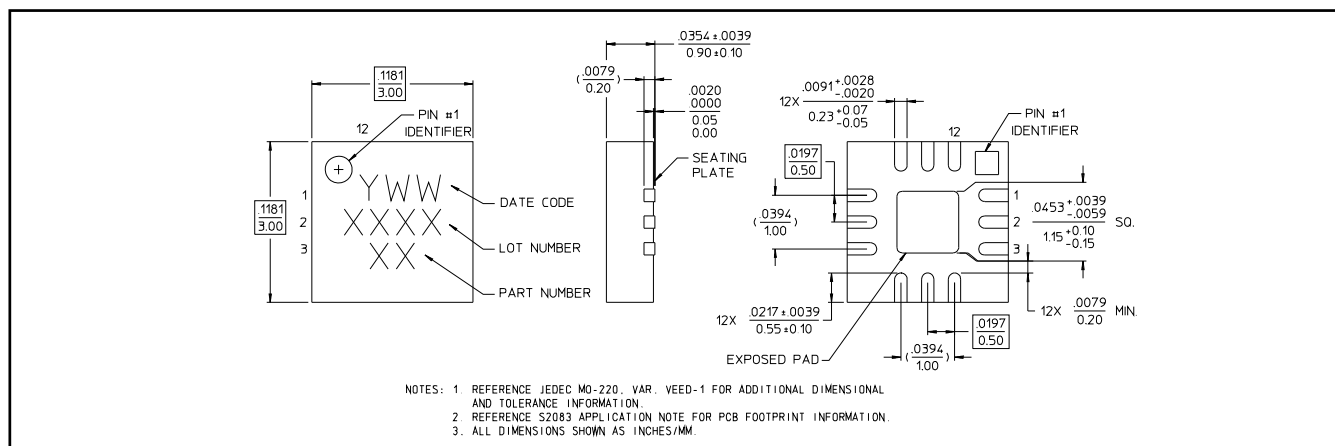 .1181
3.00
12
PIN #1
IDENTIFIER
.1181
3.00
1
2
3
YWW
XXXX
XX
DATE CODE
LOT NUMBER
PART NUMBER
.0354 ±.0039
0.90±0.10
(.0079)
0.20
.0020
.0000
0.05
0.00
SEATING
PLATE
12X .0091 +.0028
-.0020
0.23 +0.07
-0.05
12
PIN #1
IDENTIFIER
.0197
0.50
(.0394)
1.00
1
2
3
.0453 +.0039
-.0059 SQ.
1.15 +0.10
-0.15
12X .0217±.0039
0.55±0.10
12X .0079 MIN.
0.20
.0197
0.50
(.0394)
1.00
EXPOSED PAD
NOTES: 1. REFERENCE JEDEC MO-220, VAR. VEED-1 FOR ADDITIONAL DIMENSIONAL
AND TOLERANCE INFORMATION.
2. REFERENCE S2083 APPLICATION NOTE FOR PCB FOOTPRINT INFORMATION.
3. ALL DIMENSIONS SHOWN AS INCHES/MM.